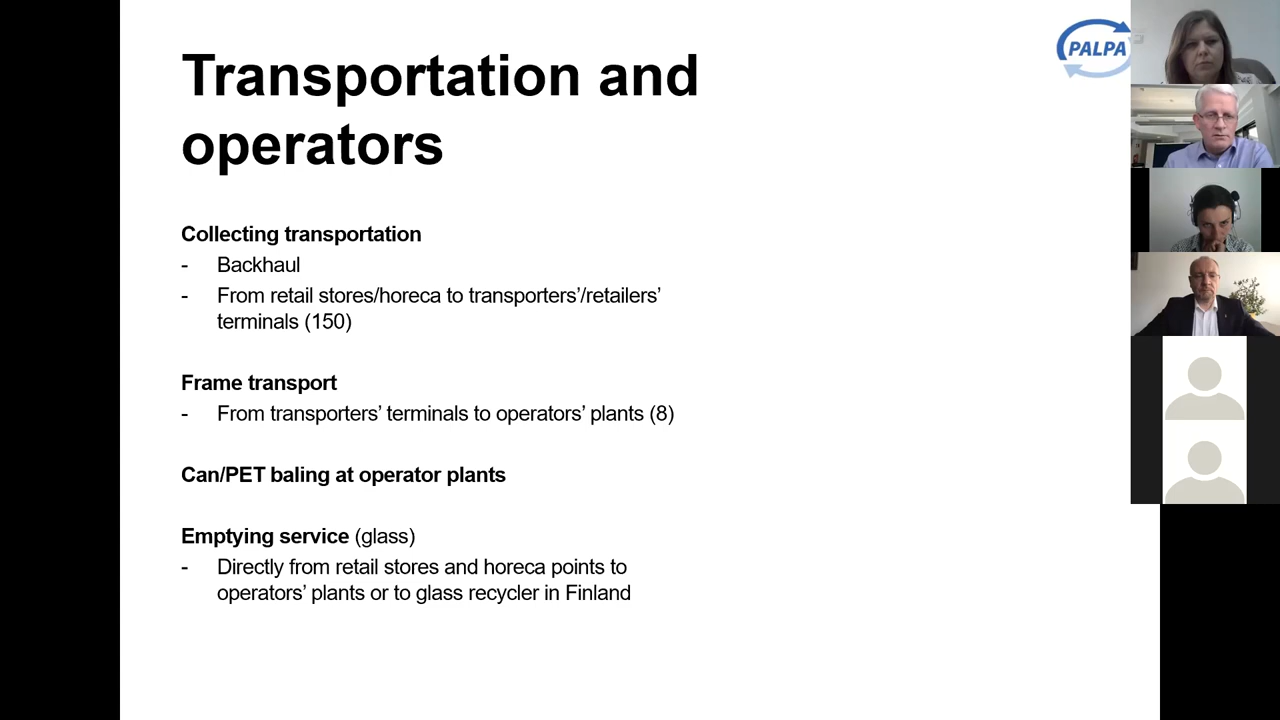 Transportation and
operators
PALPA
Collecting transportation
- Backhaul
- From retail stores/horeca to transporters’/retailers’
terminals (150)
Frame transport
- From transporters’ terminals to operators’ plants (8)
Can/PET baling at operator plants
Emptying service (glass)
- Directly from retail stores and horeca points to
operators’ plants or to glass recycler in Finland